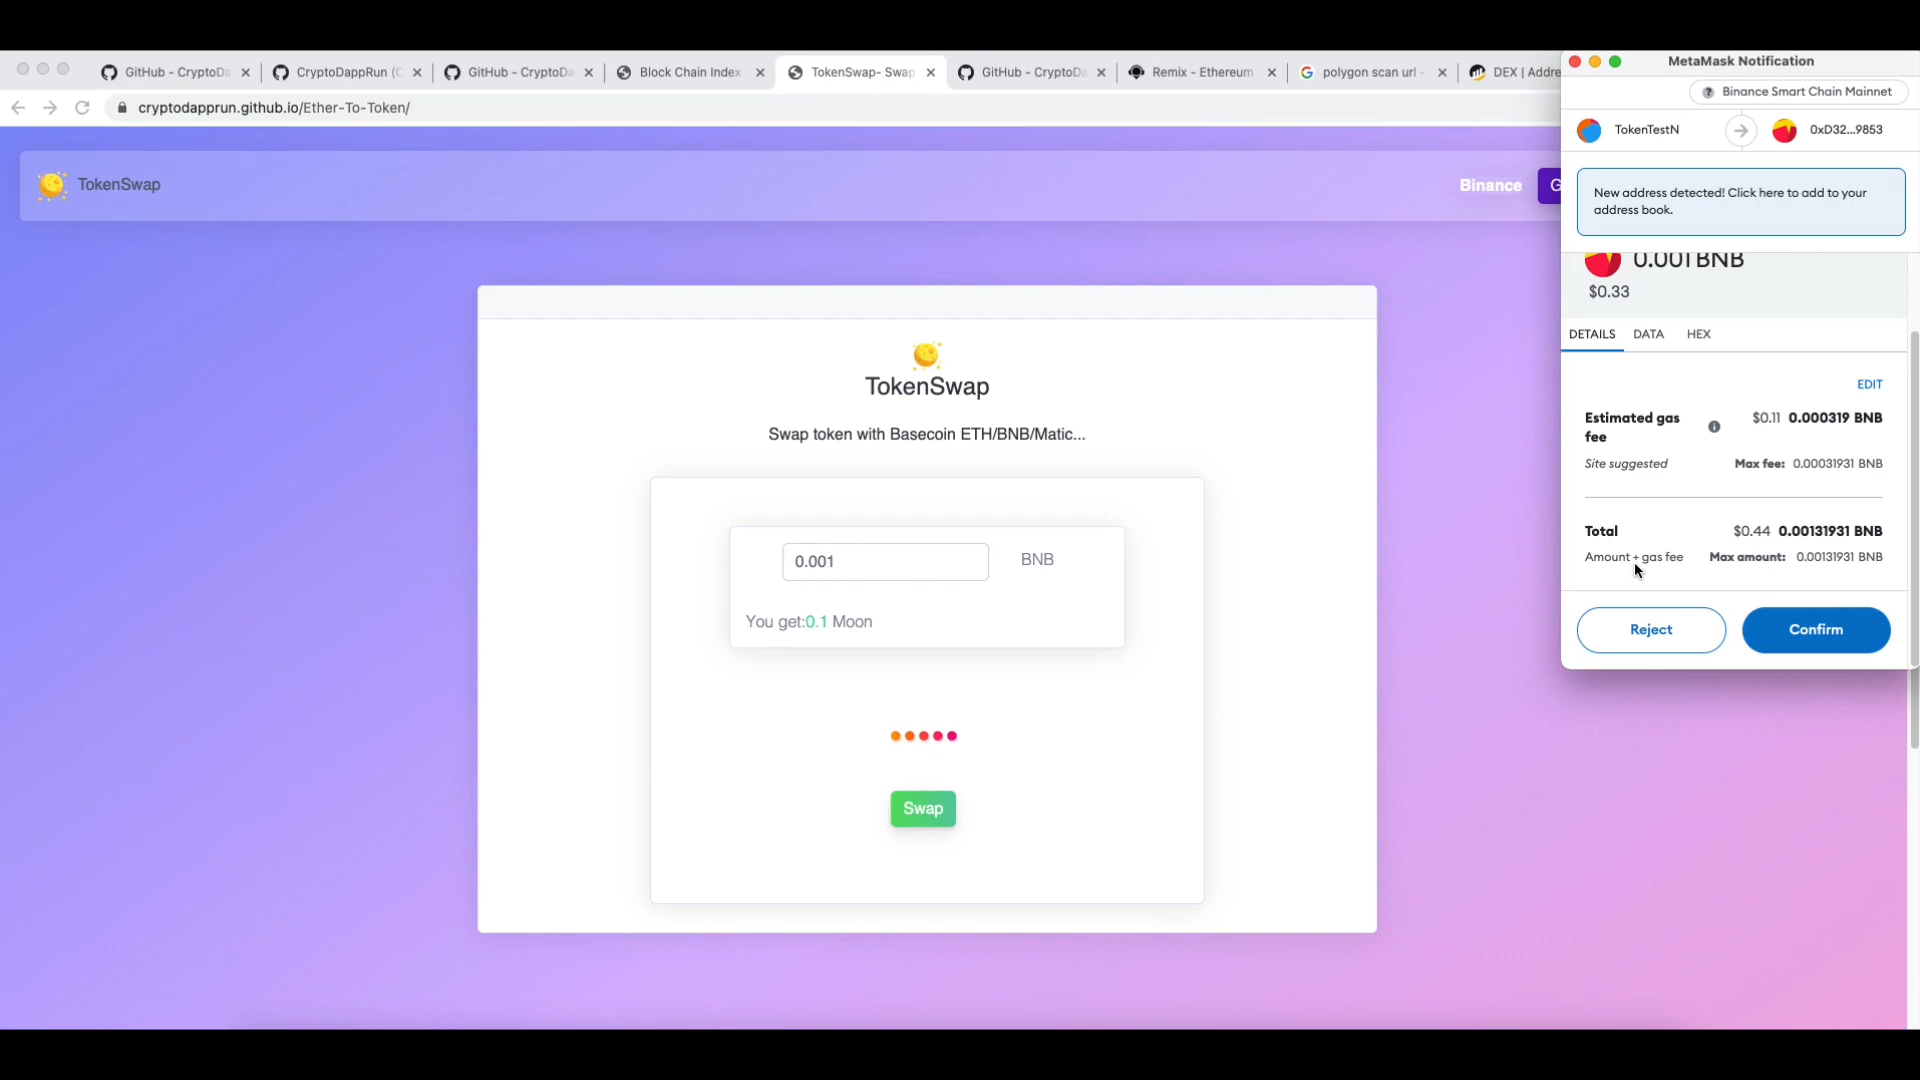 GitHub - CryptoDa
CryptoDappRun (C
GitHub - CryptoDa
Block Chain Index
TokenSwap- Swap
GitHub - CryptoDa
Remix - Ethereum
polygon scan url -
DEX | Addre
cryptodapprun.github.io/Ether-To-Token/
TokenSwap
Binance
G
TokenSwap
Swap token with Basecoin ETH/BNB/Matic...
0.001
BNB
You get:0.1 Moon
Swap
MetaMask Notification
Binance Smart Chain Mainnet
TokenTestN
0xD32...9853
New address detected! Click here to add to your
address book.
0.001 BNB
$0.33
DETAILS
DATA
HEX
EDIT
Estimated gas
fee
$0.11 0.000319 BNB
Site suggested
Max fee: 0.00031931 BNB
Total
$0.44 0.00131931 BNB
Amount + gas fee
Max amount: 0.00131931 BNB
Reject
Confirm